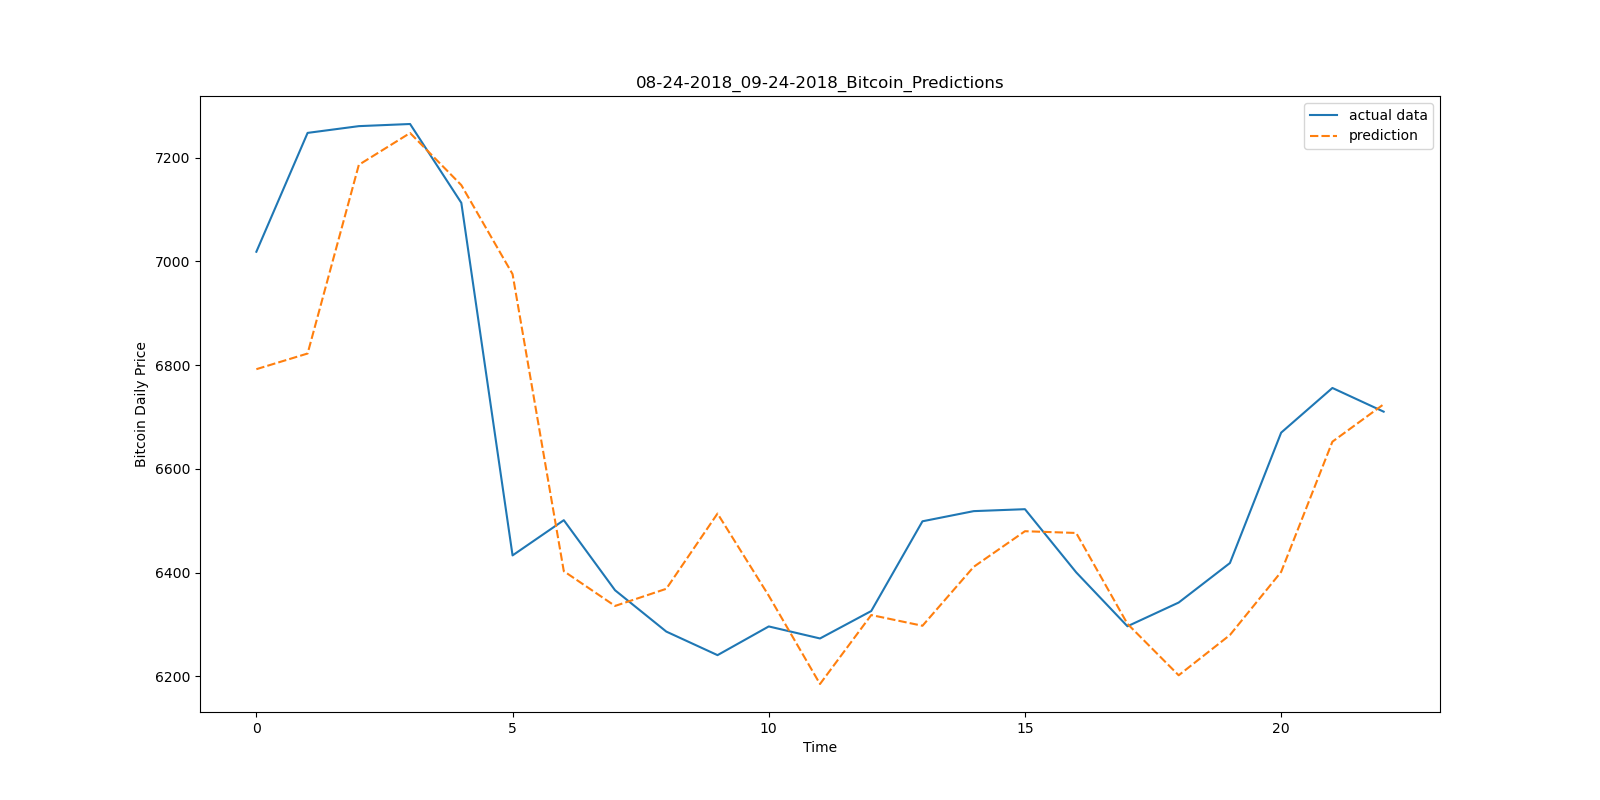 08-24-2018_09-24-2018_Bitcoin_Predictions
actual data
prediction
Bitcoin Daily Price
7200
7000
6800
6600
6400
6200
0 5 10 15 20
Time